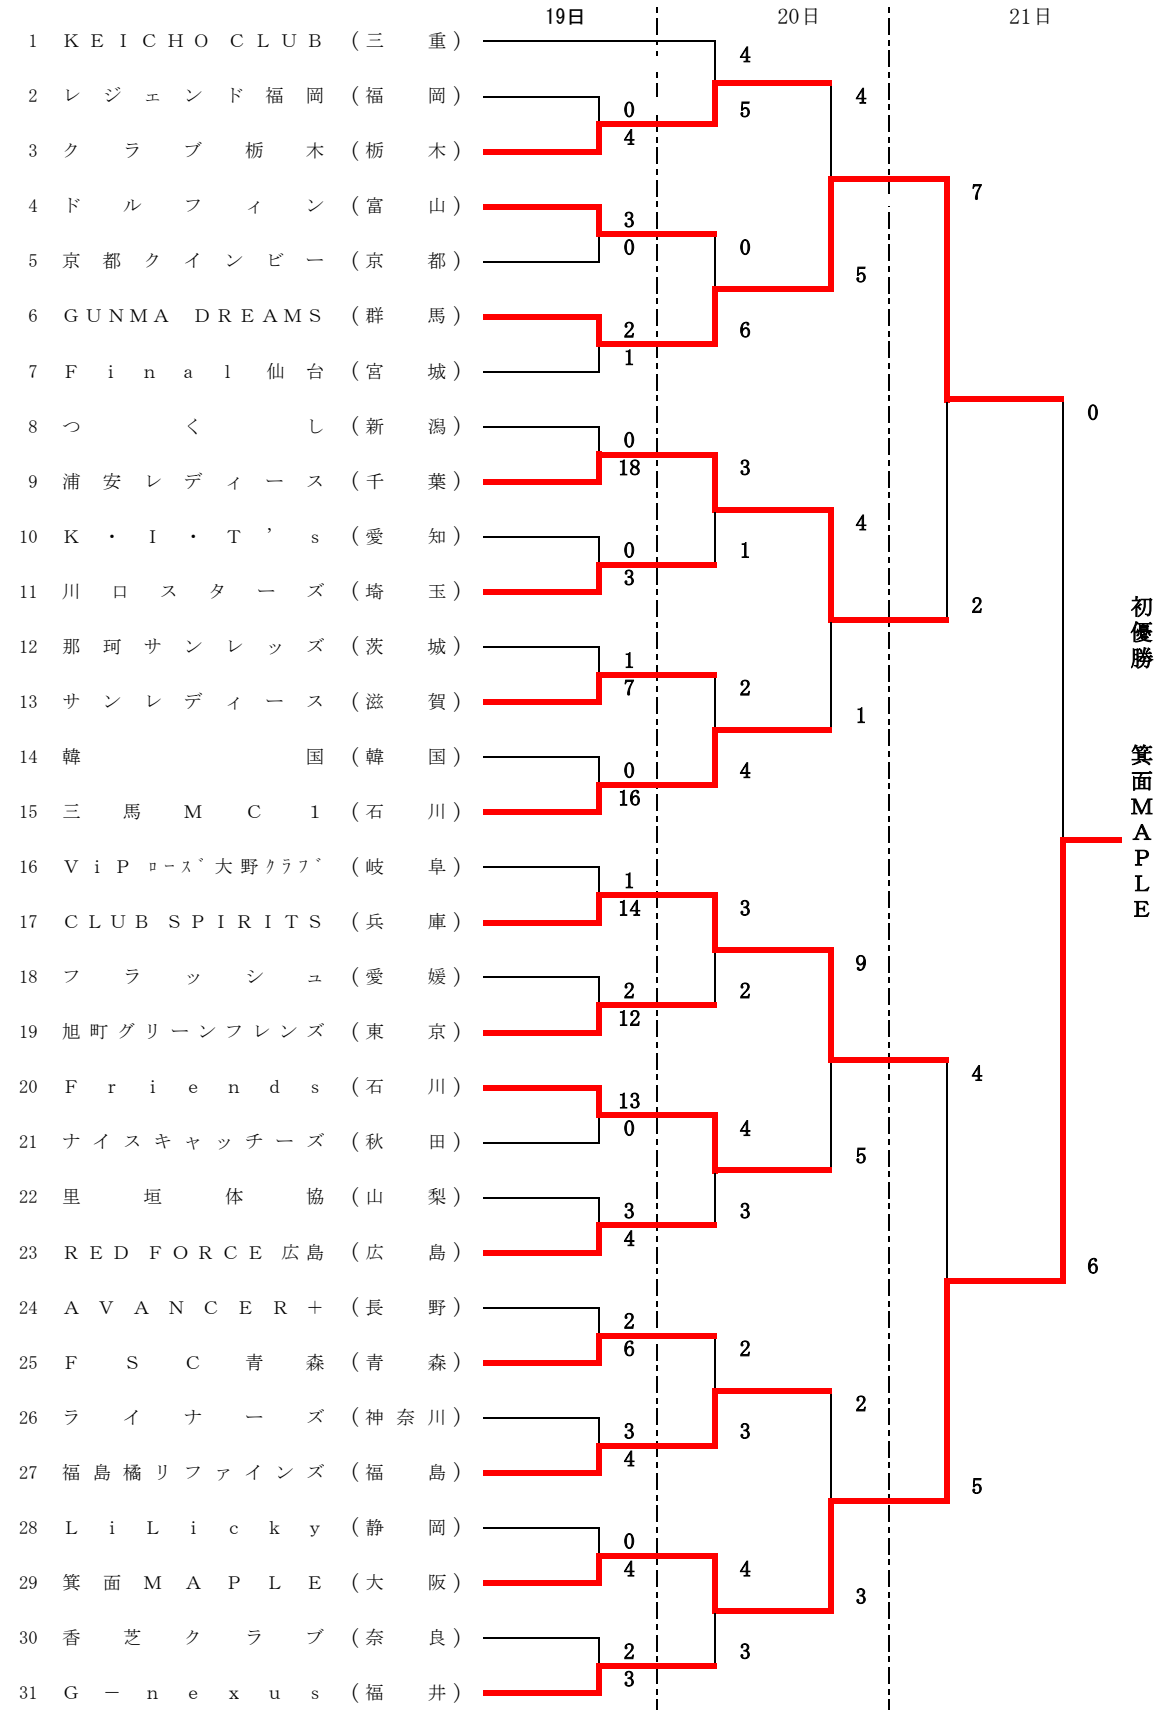 19日 20日 21日
1 KEICHO CLUB (三重)
4
2 レジェンド福岡 (福岡)
4
0
5
4
3 クラブ栃木 (栃木)
7
4 ドルフィン (富山)
3
0
0
5 京都クインビー (京都)
5
6 GUNMA DREAMS (群馬)
2
6
1
7 Final仙台 (宮城)
0
8 つくし (新潟)
0
18
3
9 浦安レディース (千葉)
4
10 K・I・T’s (愛知)
0
1
3
11 川口スターズ (埼玉)
2
12 那珂サンレッズ (茨城)
1
7
2
13 サンレディース (滋賀)
1
14 韓国 (韓国)
0
4
16
15 三馬MC1 (石川)
16 ViPローズ大野クラブ (岐阜)
1
14
3
17 CLUB SPIRITS (兵庫)
9
18 フラッシュ (愛媛)
2
2
12
19 旭町グリーンフレンズ (東京)
4
20 Friends (石川)
13
0
4
21 ナイスキャッチーズ (秋田)
5
22 里垣体協 (山梨)
3
3
4
23 RED FORCE広島 (広島)
6
24 AVANCER+ (長野)
2
6
2
25 FSC青森 (青森)
2
26 ライナーズ (神奈川)
3
3
4
27 福島橘リファインズ (福島)
5
28 LiLicky (静岡)
0
4
4
29 箕面MAPLE (大阪)
3
30 香芝クラブ (奈良)
2
3
3
31 G－nexus (福井)
初優勝 箕面MAPLE